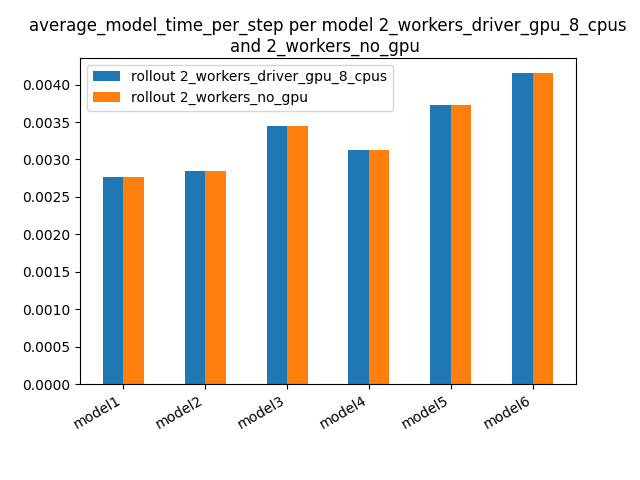 average_model_time_per_step per model 2_workers_driver_gpu_8_cpus
and 2_workers_no_gpu
rollout 2_workers_driver_gpu_8_cpus
rollout 2_workers_no_gpu
0.0040
0.0035
0.0030
0.0025
0.0020
0.0015
0.0010
0.0005
0.0000
model1 model2 model3 model4 model5 model6